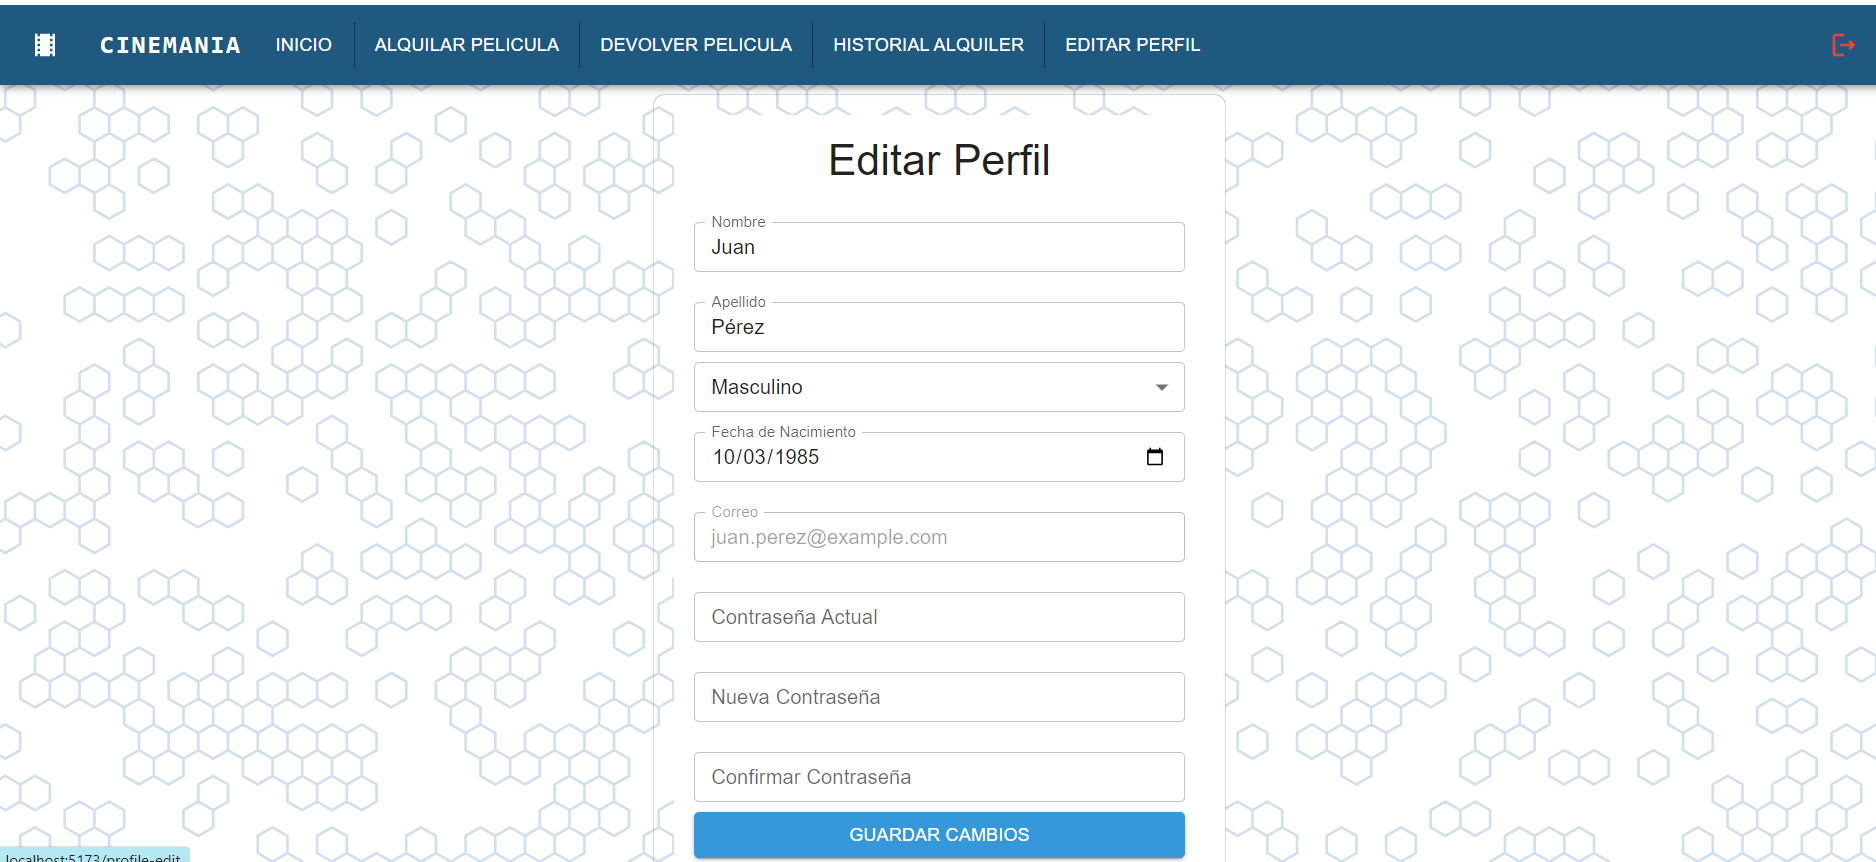 CINEMANIA INICIO ALQUILAR PELICULA DEVOLVER PELICULA HISTORIAL ALQUILER EDITAR PERFIL
Editar Perfil
Nombre
Juan
Apellido
Pérez
Masculino
Fecha de Nacimiento
10/03/1985
Correo
juan.perez@example.com
Contraseña Actual
Nueva Contraseña
Confirmar Contraseña
GUARDAR CAMBIOS
localhost:5173/profile-edit